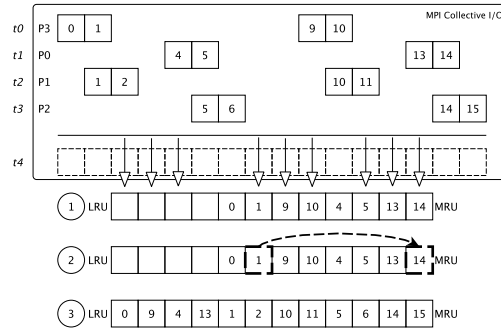 MPI Collective I/O
t0 P3 0 1 9 10
t1 P0 4 5 13 14
t2 P1 1 2 10 11
t3 P2 5 6 14 15
t4
1 LRU 0 1 9 10 4 5 13 14 MRU
2 LRU 0 1 9 10 4 5 13 14 MRU
3 LRU 0 9 4 13 1 2 10 11 5 6 14 15 MRU